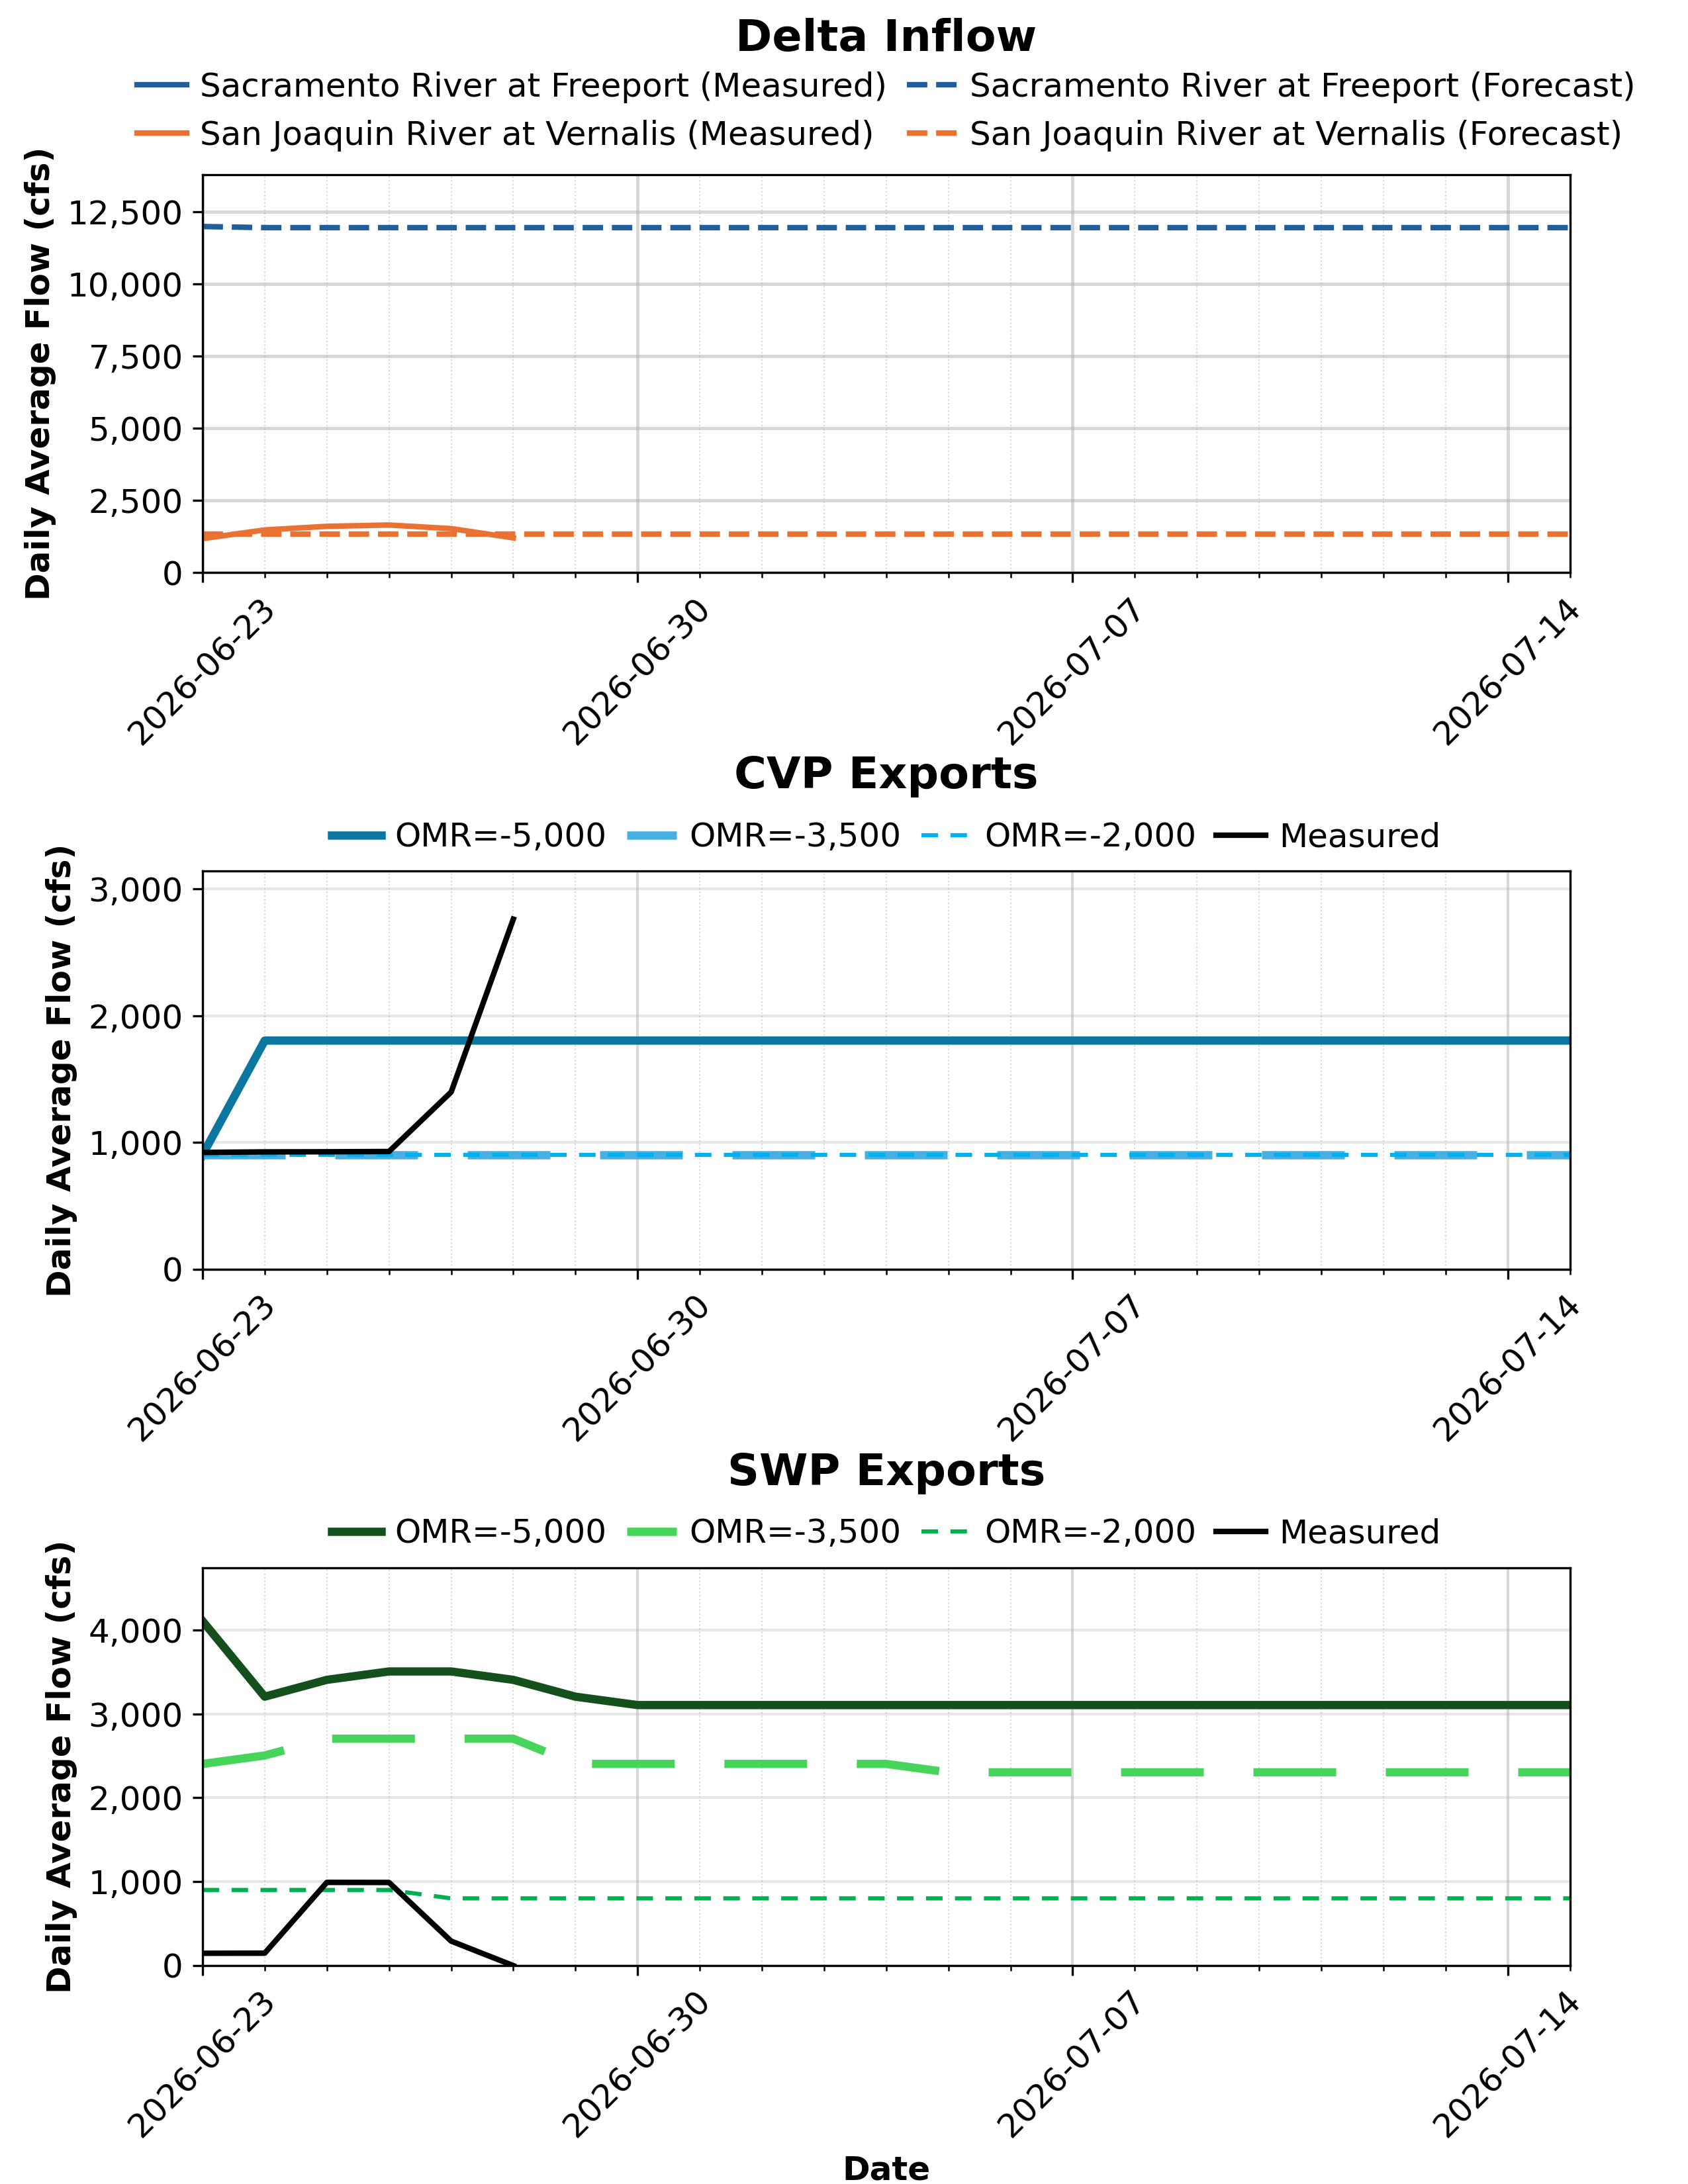 Delta Inflow
Sacramento River at Freeport (Measured) Sacramento River at Freeport (Forecast)
San Joaquin River at Vernalis (Measured) San Joaquin River at Vernalis (Forecast)
Daily Average Flow (cfs)
12,500
10,000
7,500
5,000
2,500
0
2026-06-23 2026-06-30 2026-07-07 2026-07-14
CVP Exports
OMR=-5,000 OMR=-3,500 OMR=-2,000 Measured
Daily Average Flow (cfs)
3,000
2,000
1,000
0
2026-06-23 2026-06-30 2026-07-07 2026-07-14
SWP Exports
OMR=-5,000 OMR=-3,500 OMR=-2,000 Measured
Daily Average Flow (cfs)
4,000
3,000
2,000
1,000
0
2026-06-23 2026-06-30 2026-07-07 2026-07-14
Date